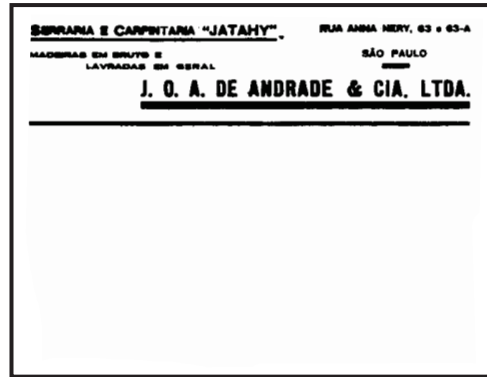 SERRARIA E CARPINTARIA "JATAHY"
RUA ANNA NERY, 63 e 63-A
MADEIRAS EM BRUTO E
LAVRADAS EM GERAL
SÃO PAULO
J. O. A. DE ANDRADE & CIA. LTDA.